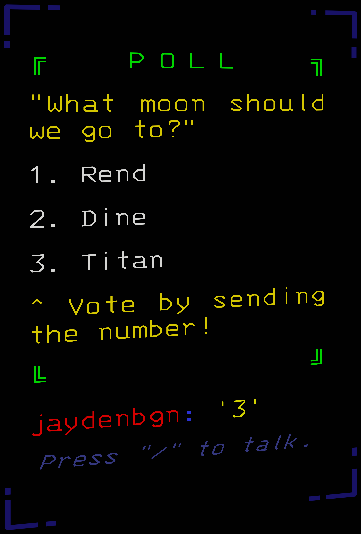 POLL
"What moon should
we go to?"
1. Rend
2. Dine
3. Titan
^ Vote by sending
the number!
jaydenbgn: '3'
Press "/" to talk.